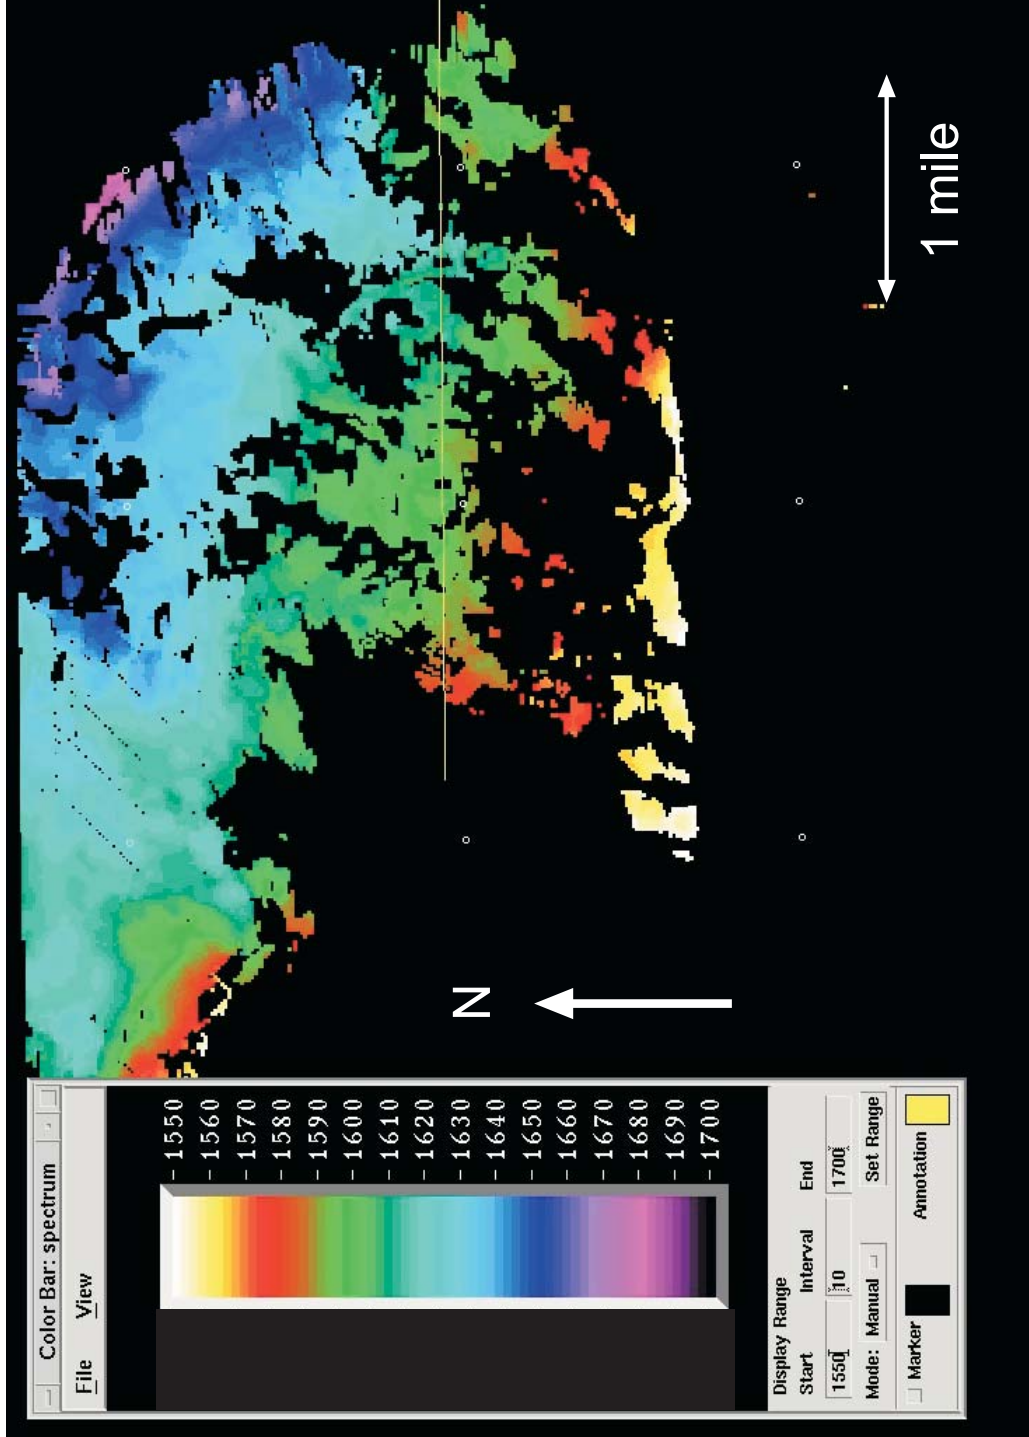 Color Bar: spectrum
File View
1550
1560
1570
1580
1590
1600
1610
1620
1630
1640
1650
1660
1670
1680
1690
1700
Display Range
Start Interval End
1550 10 1700
Mode: Manual Set Range
Marker Annotation
N
1 mile